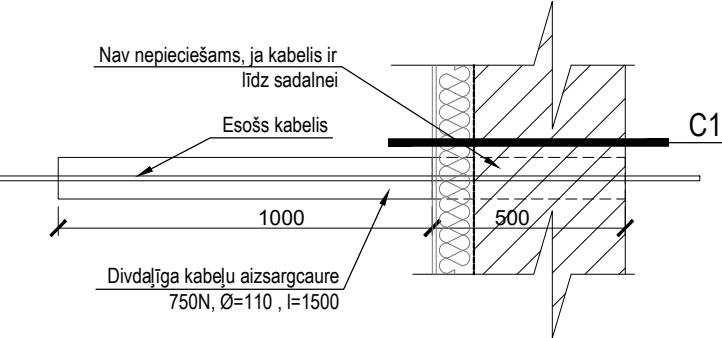 Nav nepieciešams, ja kabelis ir
līdz sadalnei
Esošs kabelis
C1
1000
500
Divdaļīga kabeļu aizsargcaure
750N, Ø=110 , l=1500